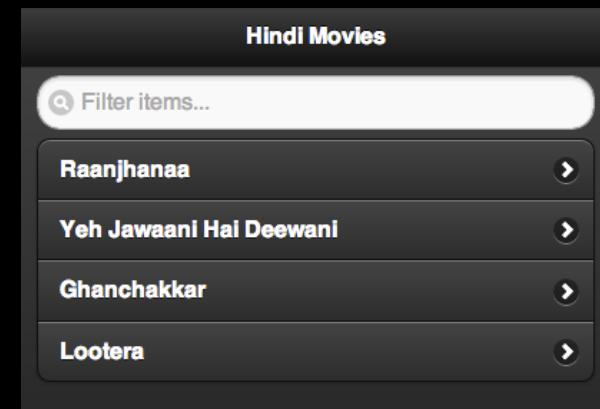 Hindi Movies
Filter items...
Raanjhanaa
Yeh Jawaani Hai Deewani
Ghanchakkar
Lootera